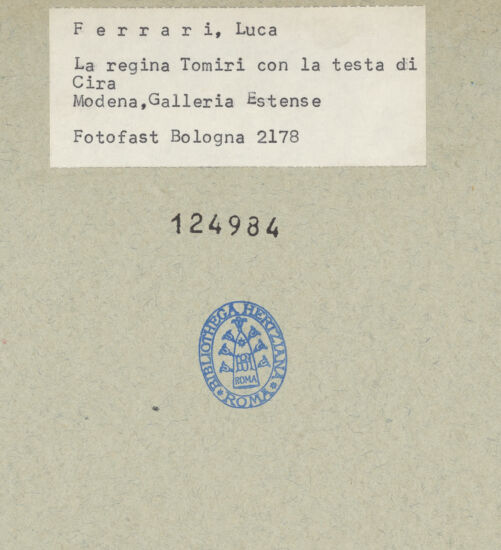 F e r r a r i, Luca
La regina Tomiri con la testa di
Cira
Modena,Galleria Estense
Fotofast Bologna 2178
124984
BIBLIOTHECA HERTZIANA
ROMA
ROMA